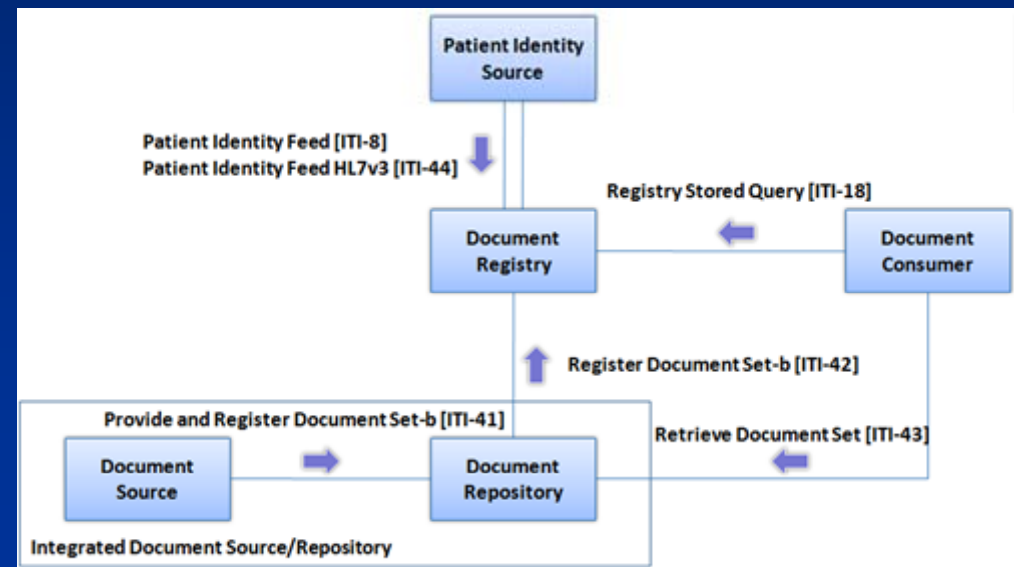 Patient Identity
Source
Patient Identity Feed [ITI-8]
Patient Identity Feed HL7v3 [ITI-44]
Registry Stored Query [ITI-18]
Document
Registry
Document
Consumer
Register Document Set-b [ITI-42]
Provide and Register Document Set-b [ITI-41]
Retrieve Document Set [ITI-43]
Document
Source
Document
Repository
Integrated Document Source/Repository